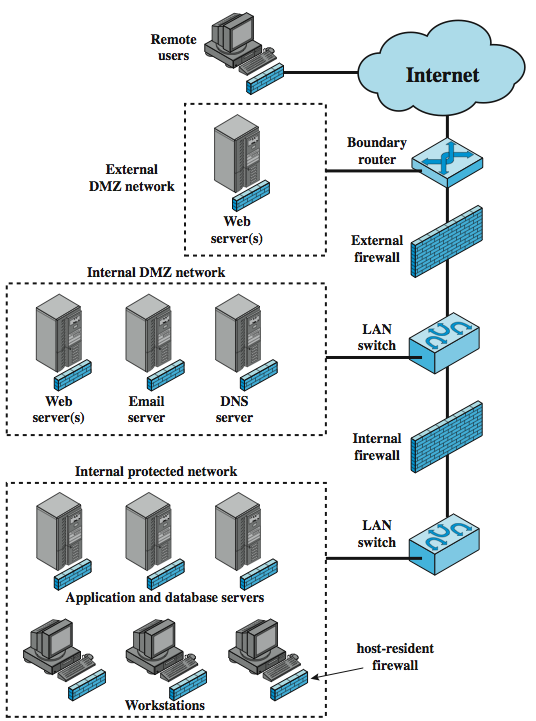 Remote
users
Internet
Boundary
router
External
DMZ network
Web
server(s)
External
firewall
Internal DMZ network
LAN
switch
Web
server(s)
Email
server
DNS
server
Internal
firewall
Internal protected network
LAN
switch
Application and database servers
host-resident
firewall
Workstations